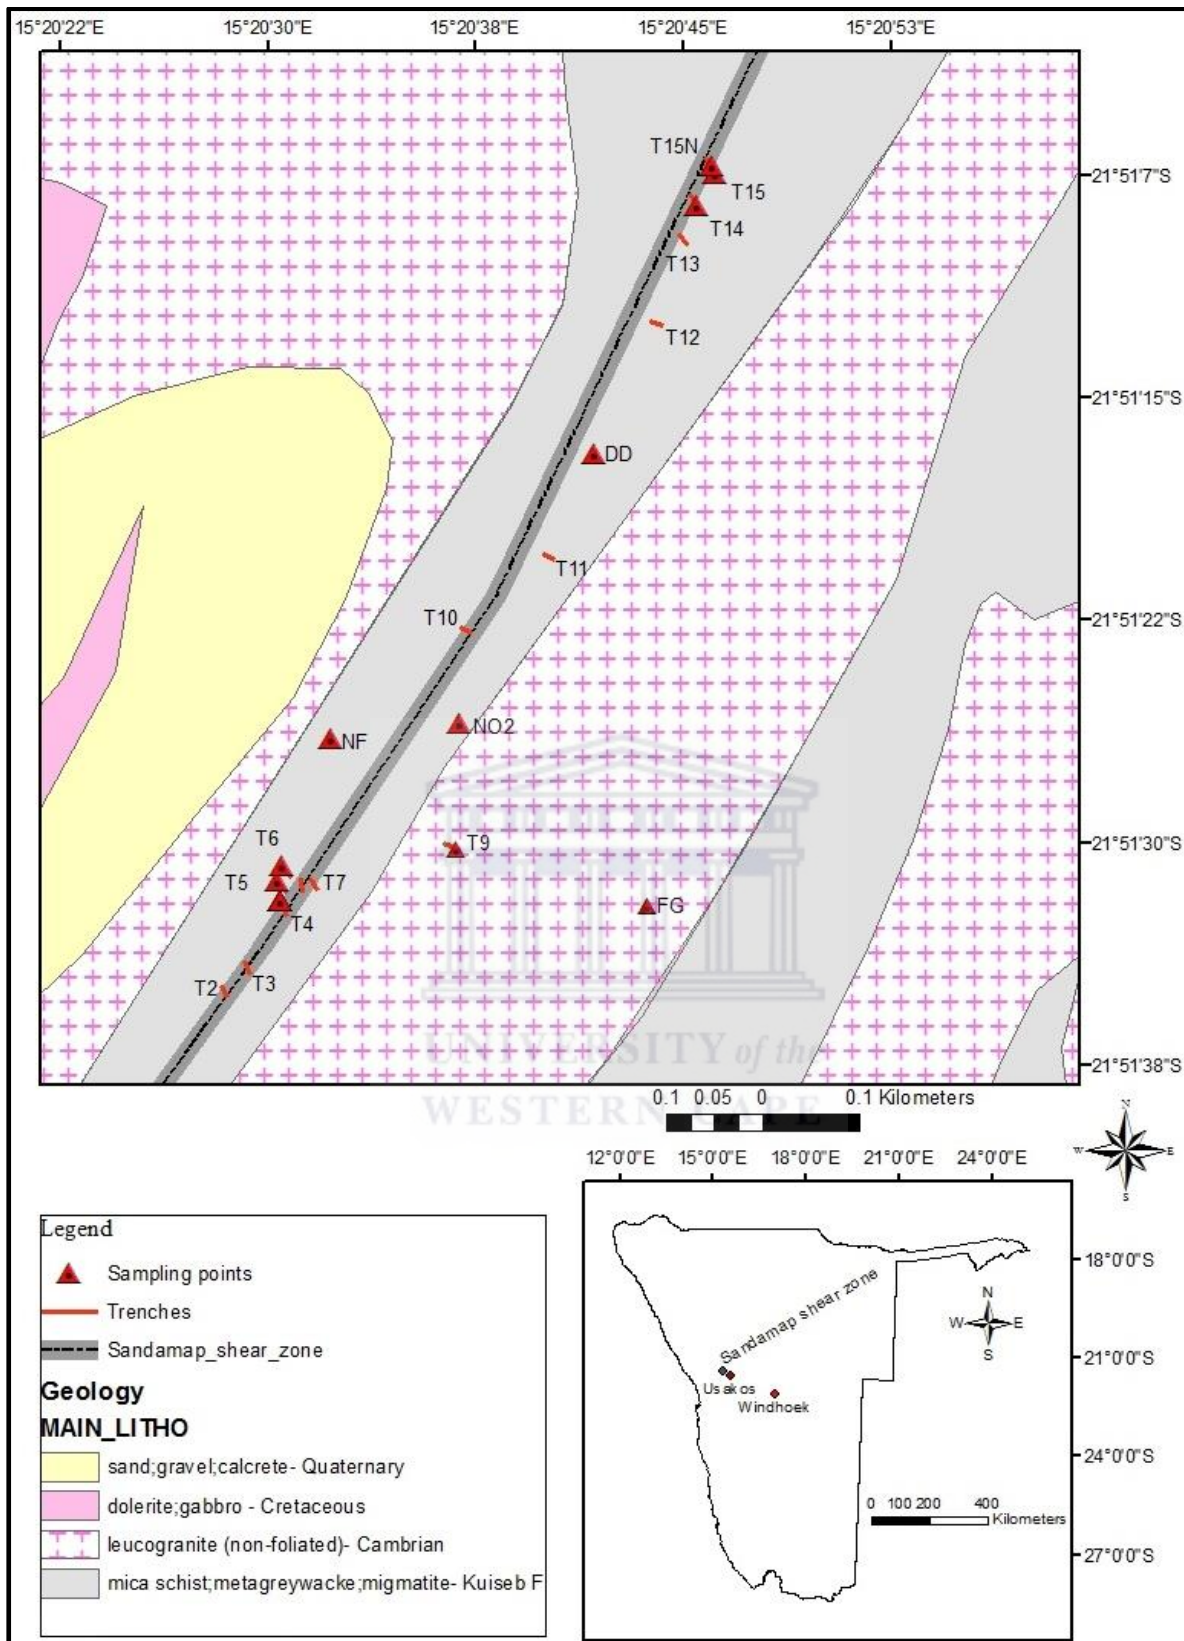 15°20'22"E 15°20'30"E 15°20'38"E 15°20'45"E 15°20'53"E
T15N
21°51'7"S
T15
T14
T13
T12
21°51'15"S
DD
T11
T10
21°51'22"S
NO2
NF
T6
T9
21°51'30"S
T5
T7
FG
T4
T3
T2
UNIVERSITY of the
21°51'38"S
WESTERN CAPE
0.1 0.05 0 0.1 Kilometers
N
W E
S
12°0'0"E 15°0'0"E 18°0'0"E 21°0'0"E 24°0'0"E
18°0'0"S
Sandamap shear zone
N
W E
S
21°0'0"S
Usakos
Windhoek
24°0'0"S
0 100 200 400
Kilometers
27°0'0"S
Legend
Sampling points
Trenches
Sandamap_shear_zone
Geology
MAIN_LITHO
sand;gravel;calcrete- Quaternary
dolerite;gabbro - Cretaceous
leucogranite (non-foliated)- Cambrian
mica schist;metagreywacke;migmatite- Kuiseb F